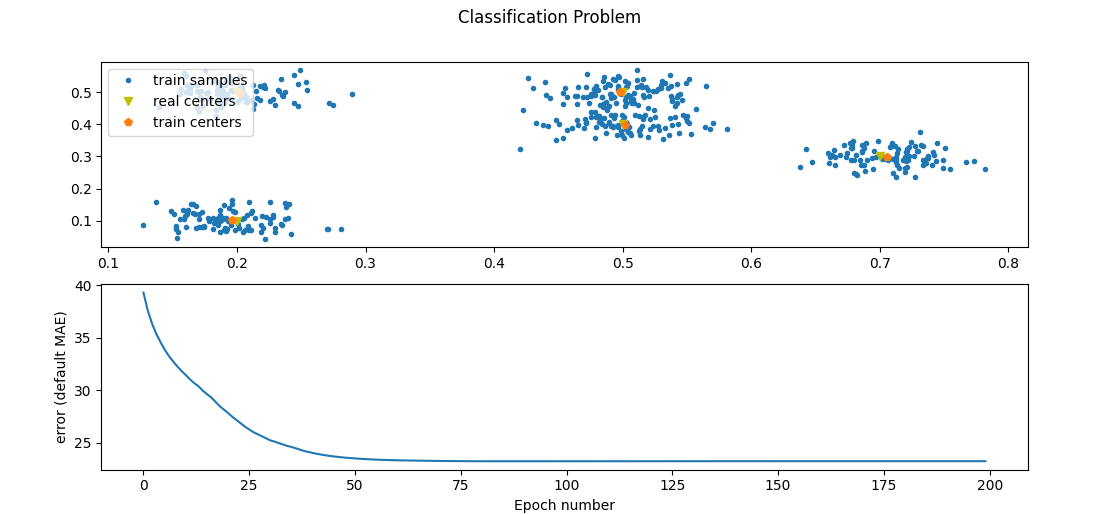 Classification Problem
train samples
real centers
train centers
0.5
0.4
0.3
0.2
0.1
0.1 0.2 0.3 0.4 0.5 0.6 0.7 0.8
error (default MAE)
40
35
30
25
0 25 50 75 100 125 150 175 200
Epoch number